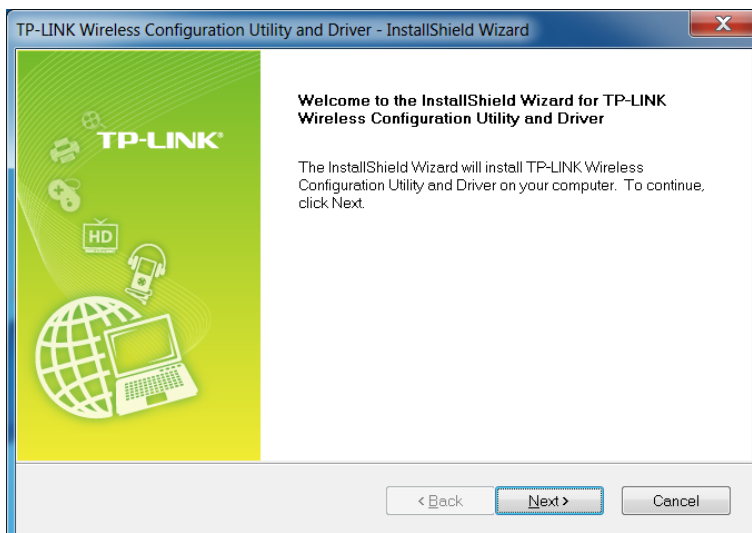 TP-LINK Wireless Configuration Utility and Driver - InstallShield Wizard
X
TP-LINK®
HD
Welcome to the InstallShield Wizard for TP-LINK
Wireless Configuration Utility and Driver
The InstallShield Wizard will install TP-LINK Wireless
Configuration Utility and Driver on your computer. To continue,
click Next.
< Back
Next >
Cancel